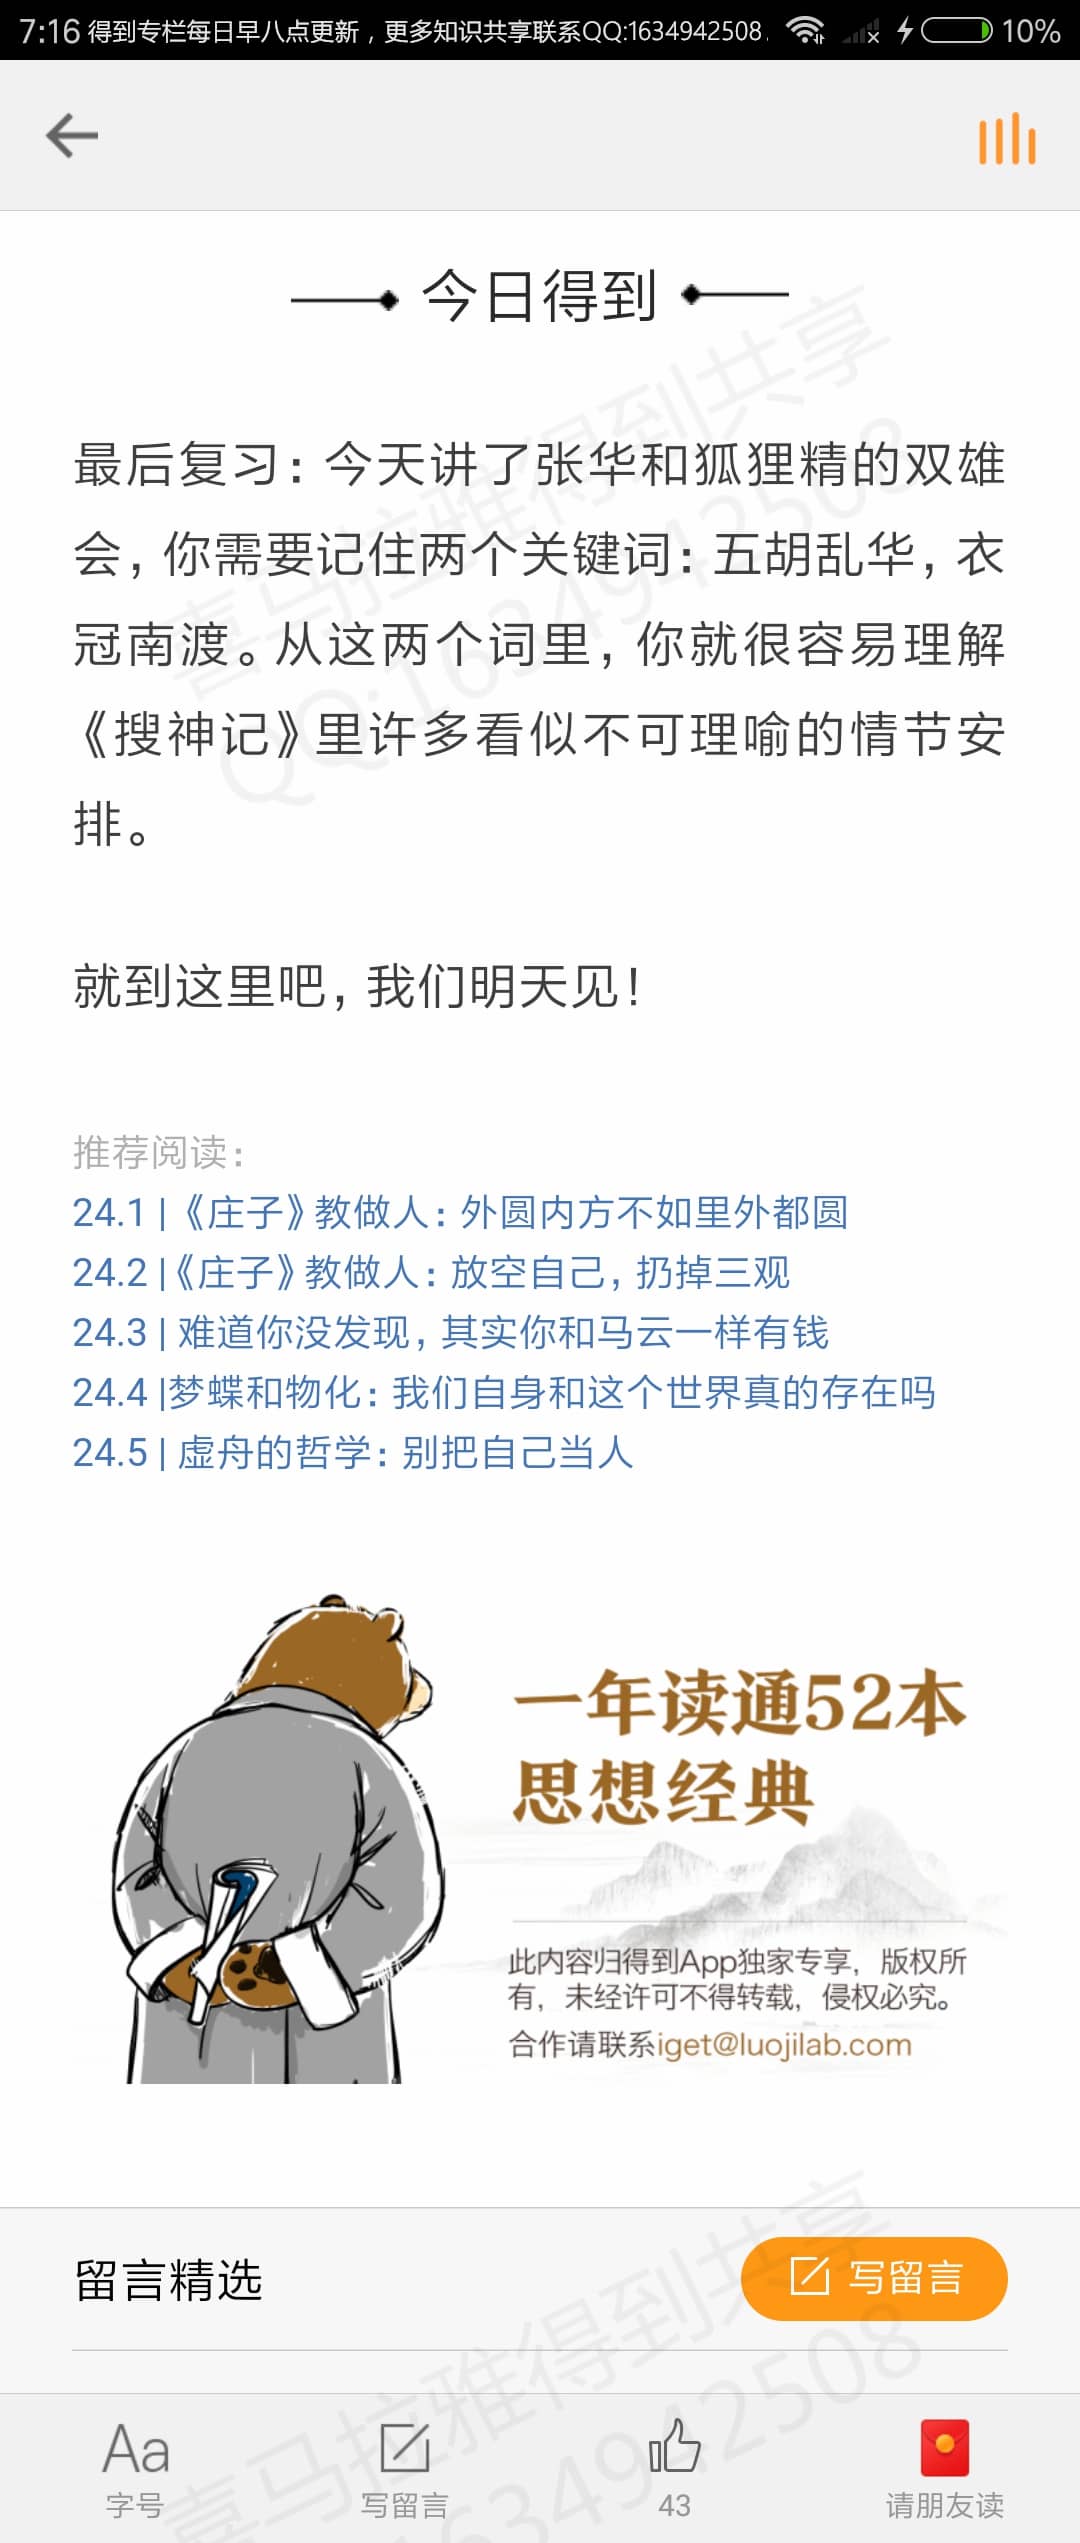 7:16 得到专栏每日早八点更新，更多知识共享联系QQ:1634942508. 10%
今日得到
最后复习：今天讲了张华和狐狸精的双雄
会，你需要记住两个关键词：五胡乱华，衣
冠南渡。从这两个词里，你就很容易理解
《搜神记》里许多看似不可理喻的情节安
排。
就到这里吧，我们明天见！
推荐阅读：
24.1 |《庄子》教做人：外圆内方不如里外都圆
24.2 |《庄子》教做人：放空自己，扔掉三观
24.3 | 难道你没发现，其实你和马云一样有钱
24.4 |梦蝶和物化：我们自身和这个世界真的存在吗
24.5 | 虚舟的哲学：别把自己当人
一年读通52本
思想经典
此内容归得到App独家专享，版权所
有，未经许可不得转载，侵权必究。
合作请联系iget@luojilab.com
留言精选
写留言
Aa
字号
写留言
43
请朋友读
喜马拉雅得到共享
QQ:1634942508
喜马拉雅得到共享
1634942508